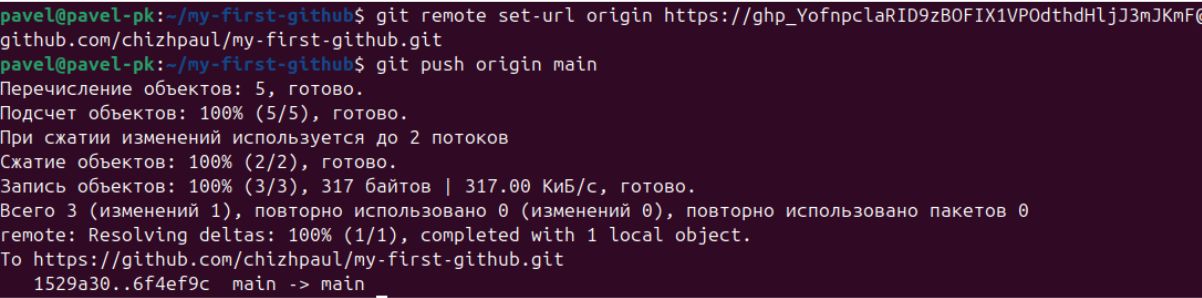 pavel@pavel-pk:~/my-first-github$ git remote set-url origin https://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@
github.com/chizhpaul/my-first-github.git
pavel@pavel-pk:~/my-first-github$ git push origin main
Перечисление объектов: 5, готово.
Подсчет объектов: 100% (5/5), готово.
При сжатии изменений используется до 2 потоков
Сжатие объектов: 100% (2/2), готово.
Запись объектов: 100% (3/3), 317 байтов | 317.00 КиБ/с, готово.
Всего 3 (изменений 1), повторно использовано 0 (изменений 0), повторно использовано пакетов 0
remote: Resolving deltas: 100% (1/1), completed with 1 local object.
To https://github.com/chizhpaul/my-first-github.git
   1529a30..6f4ef9c  main -> main